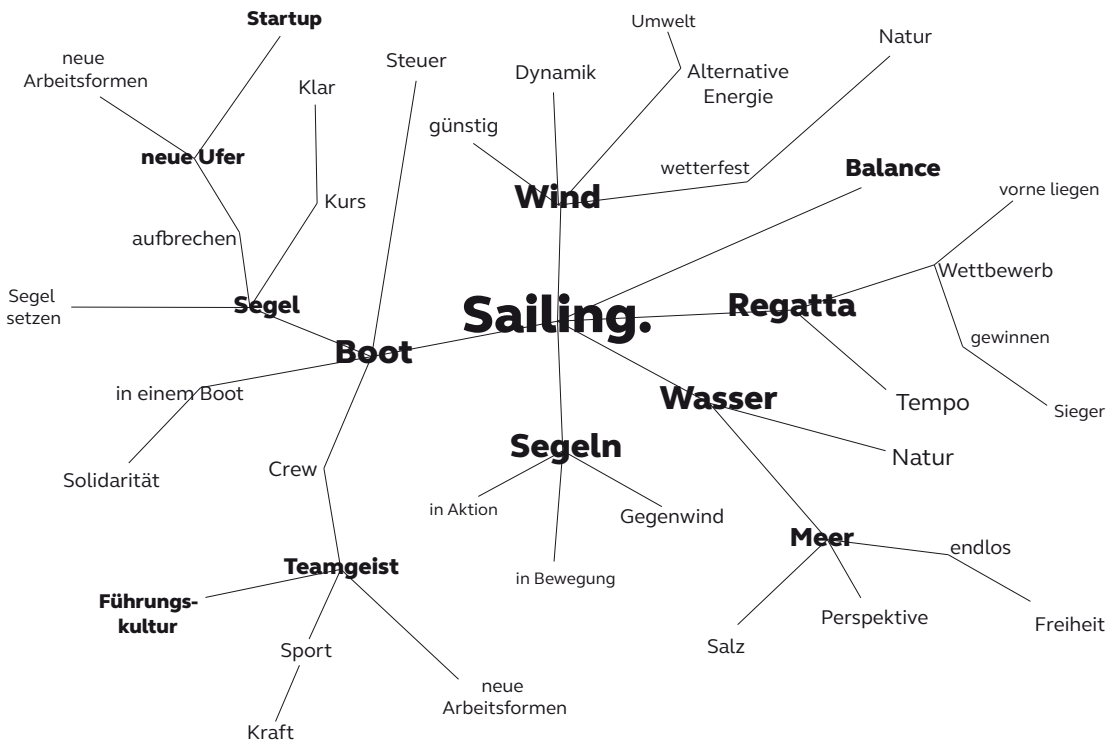 Startup
Umwelt
Natur
neue
Arbeitsformen
Steuer
Dynamik
Alternative
Energie
Klar
günstig
neue Ufer
wetterfest
Balance
Wind
vorne liegen
Kurs
aufbrechen
Wettbewerb
Segel
setzen
Segel
Sailing.
Regatta
gewinnen
Boot
in einem Boot
Wasser
Tempo
Sieger
Segeln
Natur
Solidarität
Crew
in Aktion
Gegenwind
Meer
endlos
Teamgeist
in Bewegung
Führungs-
kultur
Perspektive
Freiheit
Sport
Salz
neue
Arbeitsformen
Kraft